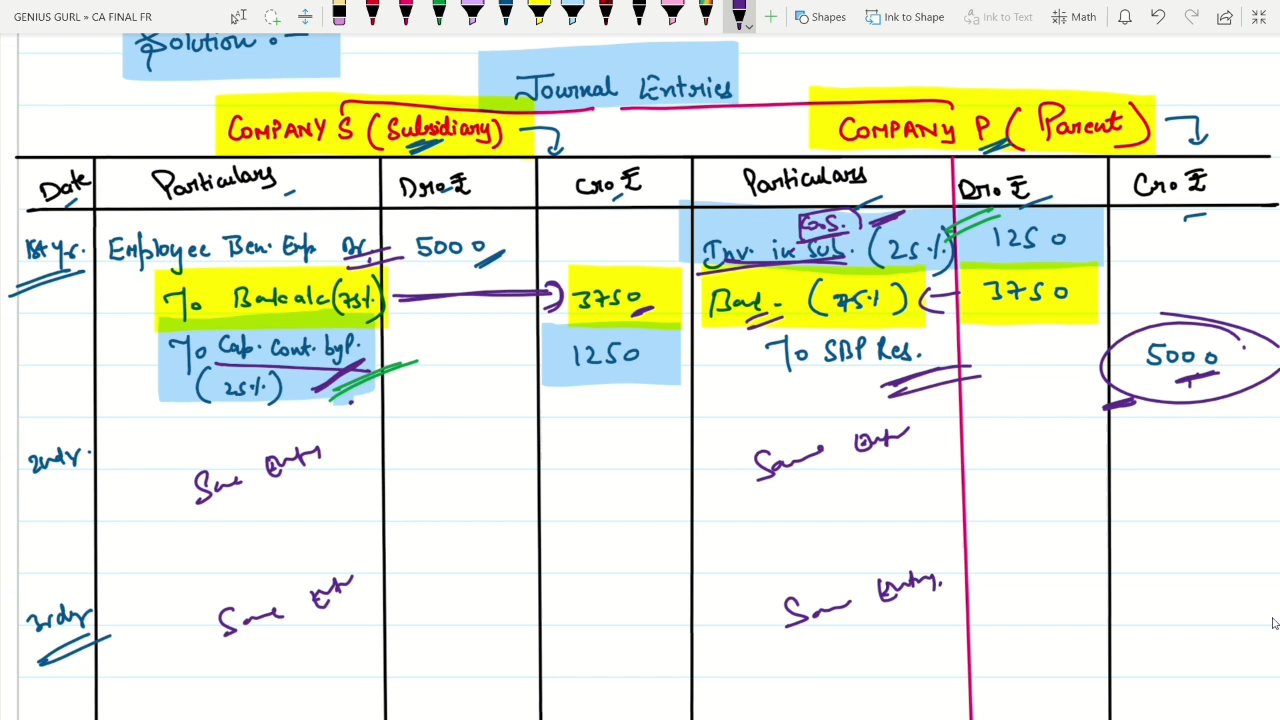 GENIUS GURL » CA FINAL FR
Shapes Ink to Shape Ink to Text Math
Solution :-
Journal Entries
COMPANY S (Subsidiary) COMPANY P (Parent)
Date Particulars Dr. ₹ Cr. ₹ Particulars Dr. ₹ Cr. ₹
1st yr. Employee Ben. Exp Dr. 5000 Inv. in Sub. (25%) 1250
To Bank a/c (75%) 3750 Bank - (75%) 3750
To Cap. Cont. by P. 1250 To SBP Res. 5000
(25%)
2nd yr. Same Entry Same Entry
3rd yr Same Entry Same Entry.